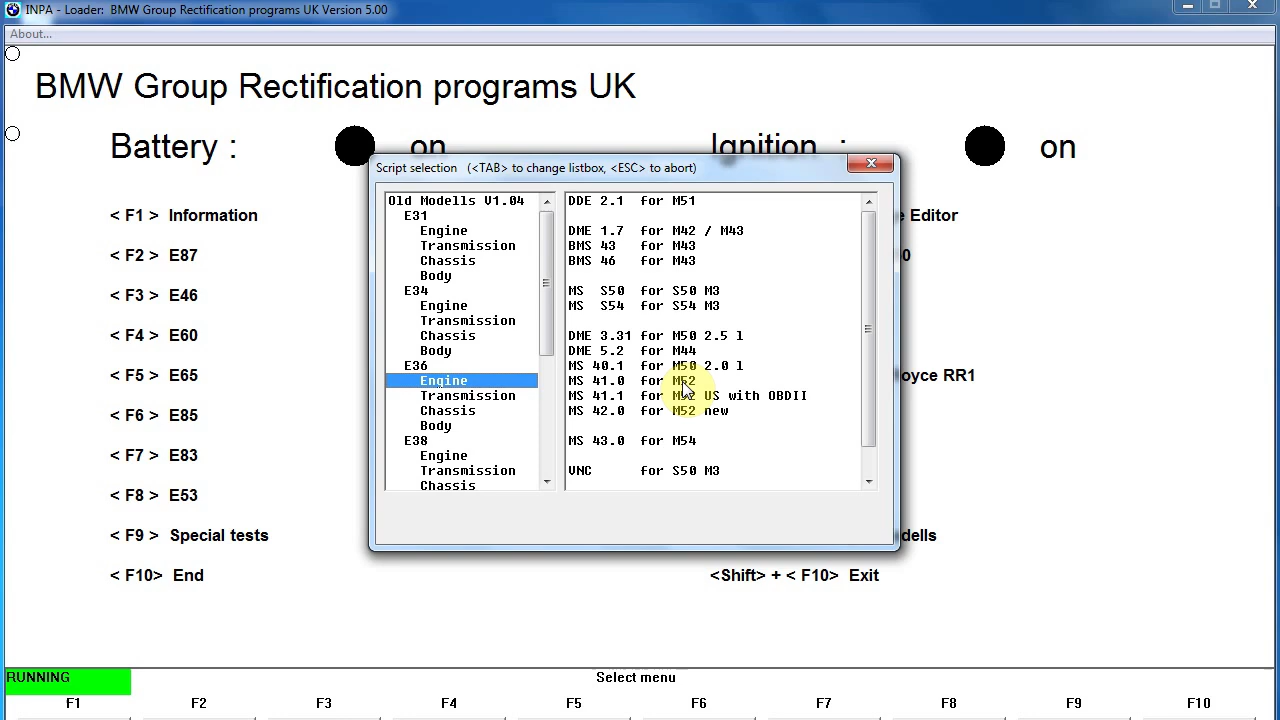 INPA - Loader: BMW Group Rectification programs UK Version 5.00
About...
BMW Group Rectification programs UK
Battery : on Ignition : on
Script selection (<TAB> to change listbox, <ESC> to abort)
Old Modells V1.04
E31
Engine
Transmission
Chassis
Body
E34
Engine
Transmission
Chassis
Body
E36
Engine
Transmission
Chassis
Body
E38
Engine
Transmission
Chassis
DDE 2.1 for M51
DME 1.7 for M42 / M43
BMS 43 for M43
BMS 46 for M43
MS S50 for S50 M3
MS S54 for S54 M3
DME 3.31 for M50 2.5 l
DME 5.2 for M44
MS 40.1 for M50 2.0 l
MS 41.0 for M52
MS 41.1 for M52 US with OBDII
MS 42.0 for M52 new
MS 43.0 for M54
VNC for S50 M3
< F1 > Information
< F2 > E87
< F3 > E46
< F4 > E60
< F5 > E65
< F6 > E85
< F7 > E83
< F8 > E53
< F9 > Special tests
< F10> End
Editor
0
oyce RR1
dells
<Shift> + < F10> Exit
RUNNING
Select menu
F1 F2 F3 F4 F5 F6 F7 F8 F9 F10